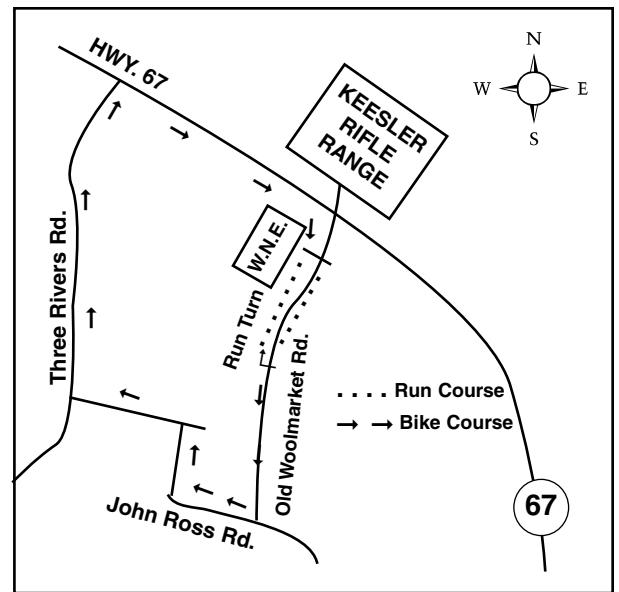 HWY. 67
N
W
E
S
KEESLER
RIFLE
RANGE
W.N.E.
Three Rivers Rd.
Run Turn
Old Woolmarket Rd.
Run Course
Bike Course
John Ross Rd.
67